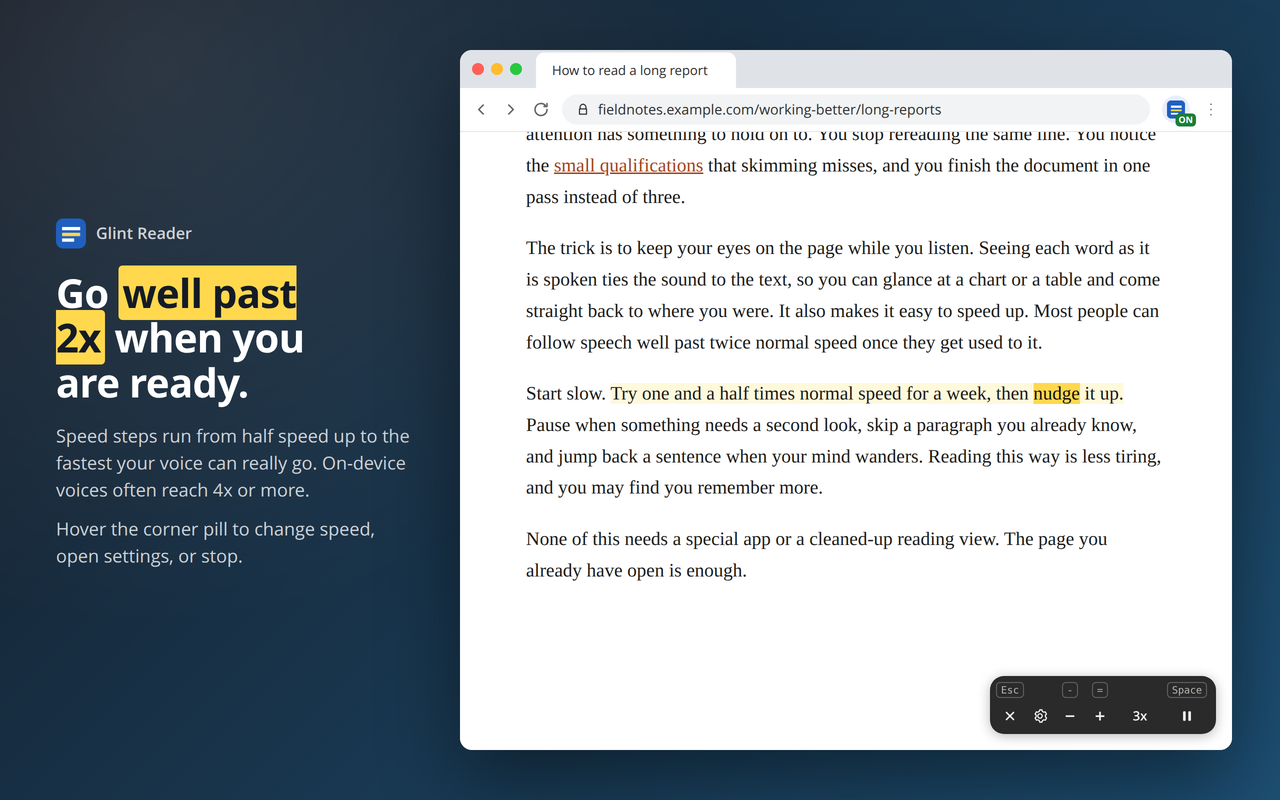 Glint Reader
Go well past
2x when you
are ready.
Speed steps run from half speed up to the
fastest your voice can really go. On-device
voices often reach 4x or more.
Hover the corner pill to change speed,
open settings, or stop.
How to read a long report
fieldnotes.example.com/working-better/long-reports
ON
attention has something to hold on to. You stop rereading the same line. You notice
the small qualifications that skimming misses, and you finish the document in one
pass instead of three.
The trick is to keep your eyes on the page while you listen. Seeing each word as it
is spoken ties the sound to the text, so you can glance at a chart or a table and come
straight back to where you were. It also makes it easy to speed up. Most people can
follow speech well past twice normal speed once they get used to it.
Start slow. Try one and a half times normal speed for a week, then nudge it up.
Pause when something needs a second look, skip a paragraph you already know,
and jump back a sentence when your mind wanders. Reading this way is less tiring,
and you may find you remember more.
None of this needs a special app or a cleaned-up reading view. The page you
already have open is enough.
Esc - = Space
3x